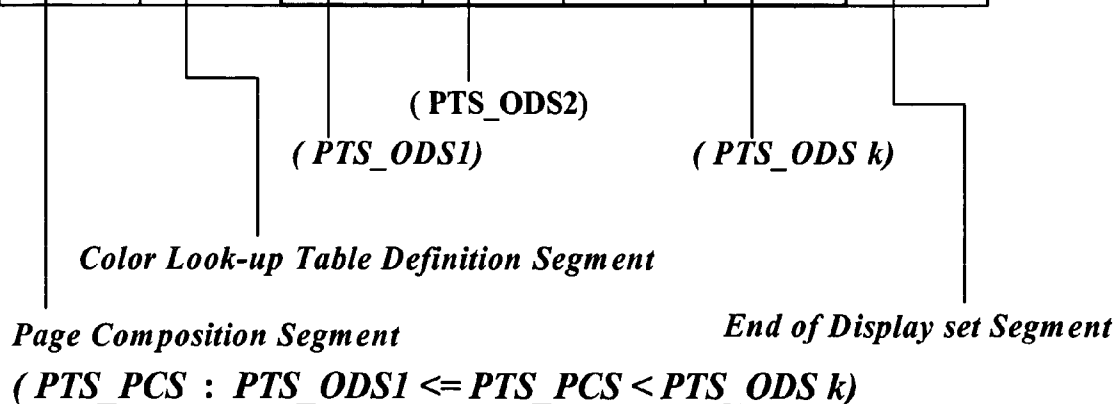 ( PTS_ODS2)
( PTS_ODS1)
( PTS_ODS k)
Color Look-up Table Definition Segment
Page Composition Segment
End of Display set Segment
( PTS_PCS : PTS_ODS1 <= PTS_PCS < PTS_ODS k)